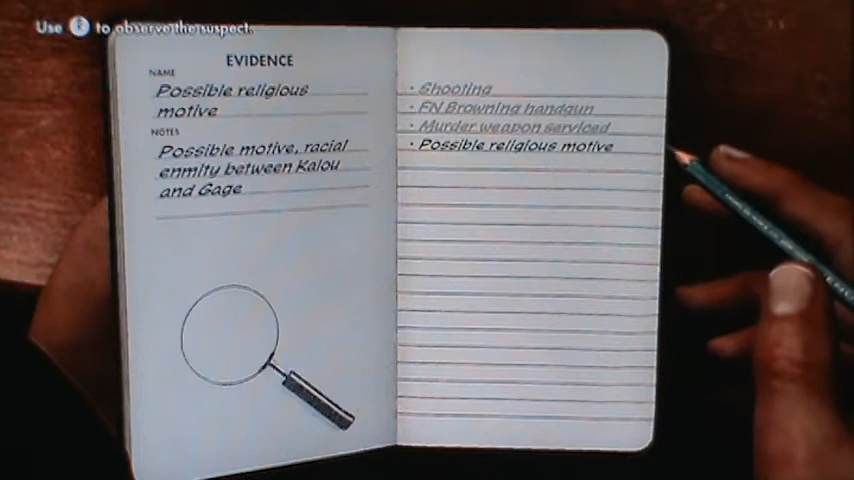 Use R to observe the suspect.
EVIDENCE
NAME
Possible religious
motive
NOTES
Possible motive, racial
enmity between Kalou
and Gage
· Shooting
· FN Browning handgun
· Murder weapon serviced
· Possible religious motive